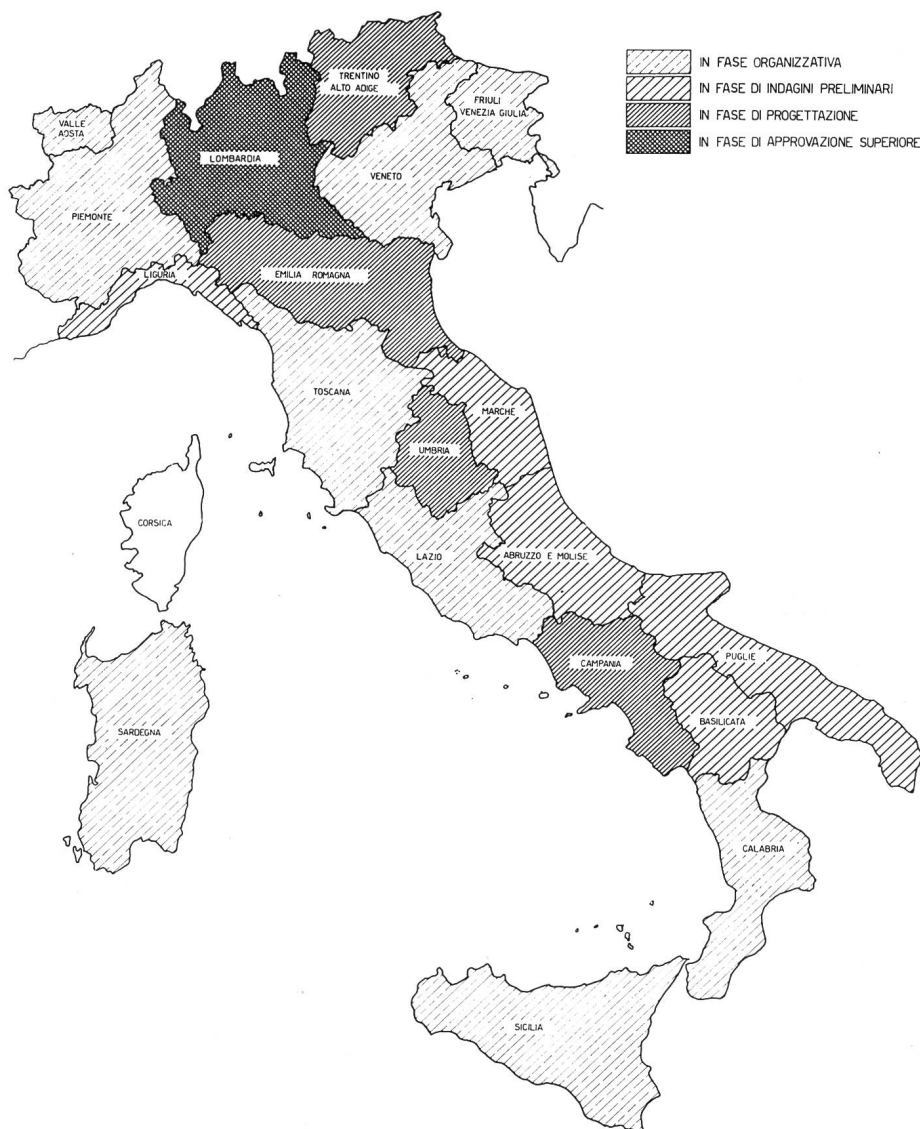 IN FASE ORGANIZZATIVA
IN FASE DI INDAGINI PRELIMINARI
IN FASE DI PROGETTAZIONE
IN FASE DI APPROVAZIONE SUPERIORE
TRENTINO
ALTO ADIGE
FRIULI
VENEZIA GIULIA
VALLE
AOSTA
LOMBARDIA
VENETO
PIEMONTE
LIGURIA
EMILIA ROMAGNA
TOSCANA
MARCHE
UMBRIA
CORSICA
LAZIO
ABRUZZO E MOLISE
CAMPANIA
PUGLIE
BASILICATA
SARDEGNA
CALABRIA
SICILIA